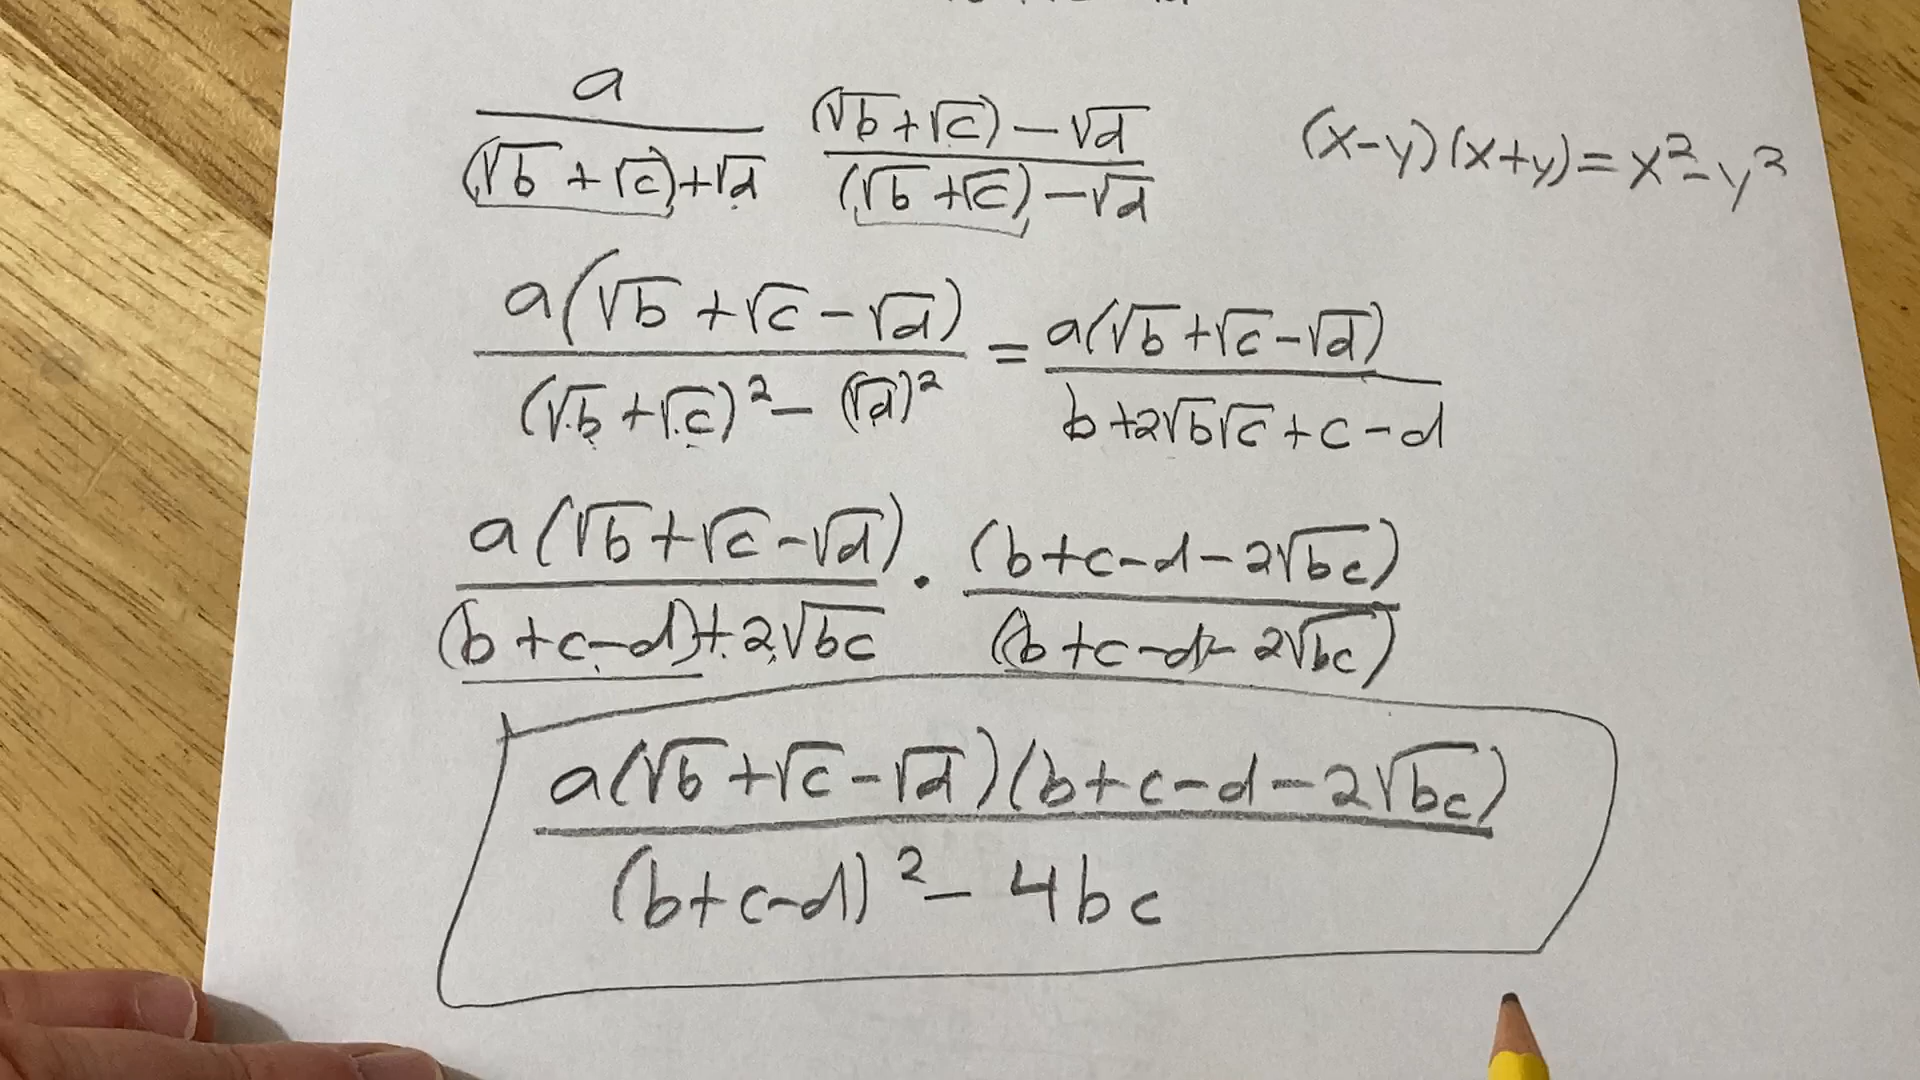 a/((√b + √c) + √d) ((√b + √c) − √d)/((√b + √c) − √d) (x−y)(x+y) = x² − y²
a(√b + √c − √d)/((√b + √c)² − (√d)²) = a(√b + √c − √d)/(b + 2√b√c + c − d)
a(√b + √c − √d)/((b + c − d) + 2√bc) · (b + c − d − 2√bc)/((b + c − d) − 2√bc)
a(√b + √c − √d)(b + c − d − 2√bc)/((b + c − d)² − 4bc)